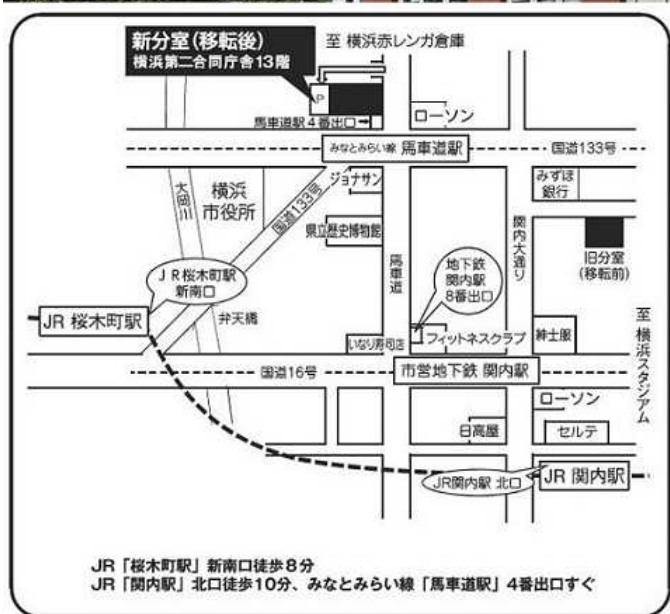 新分室(移転後)
横浜第二合同庁舎13階
至 横浜赤レンガ倉庫
P
馬車道駅4番出口→
ローソン
みなとみらい線 馬車道駅
国道133号
ジョナサン
みずほ
銀行
大岡川
横浜
市役所
国道133号
県立歴史博物館
馬車道
関内大通り
旧分室
(移転前)
地下鉄
関内駅
8番出口
JR桜木町駅
新南口
JR 桜木町駅
弁天橋
いなり寿司店
フィットネスクラブ
紳士服
至 横浜スタジアム
国道16号
市営地下鉄 関内駅
ローソン
日高屋
セルテ
JR関内駅 北口
JR 関内駅
JR「桜木町駅」新南口徒歩8分
JR「関内駅」北口徒歩10分、みなとみらい線「馬車道駅」4番出口すぐ